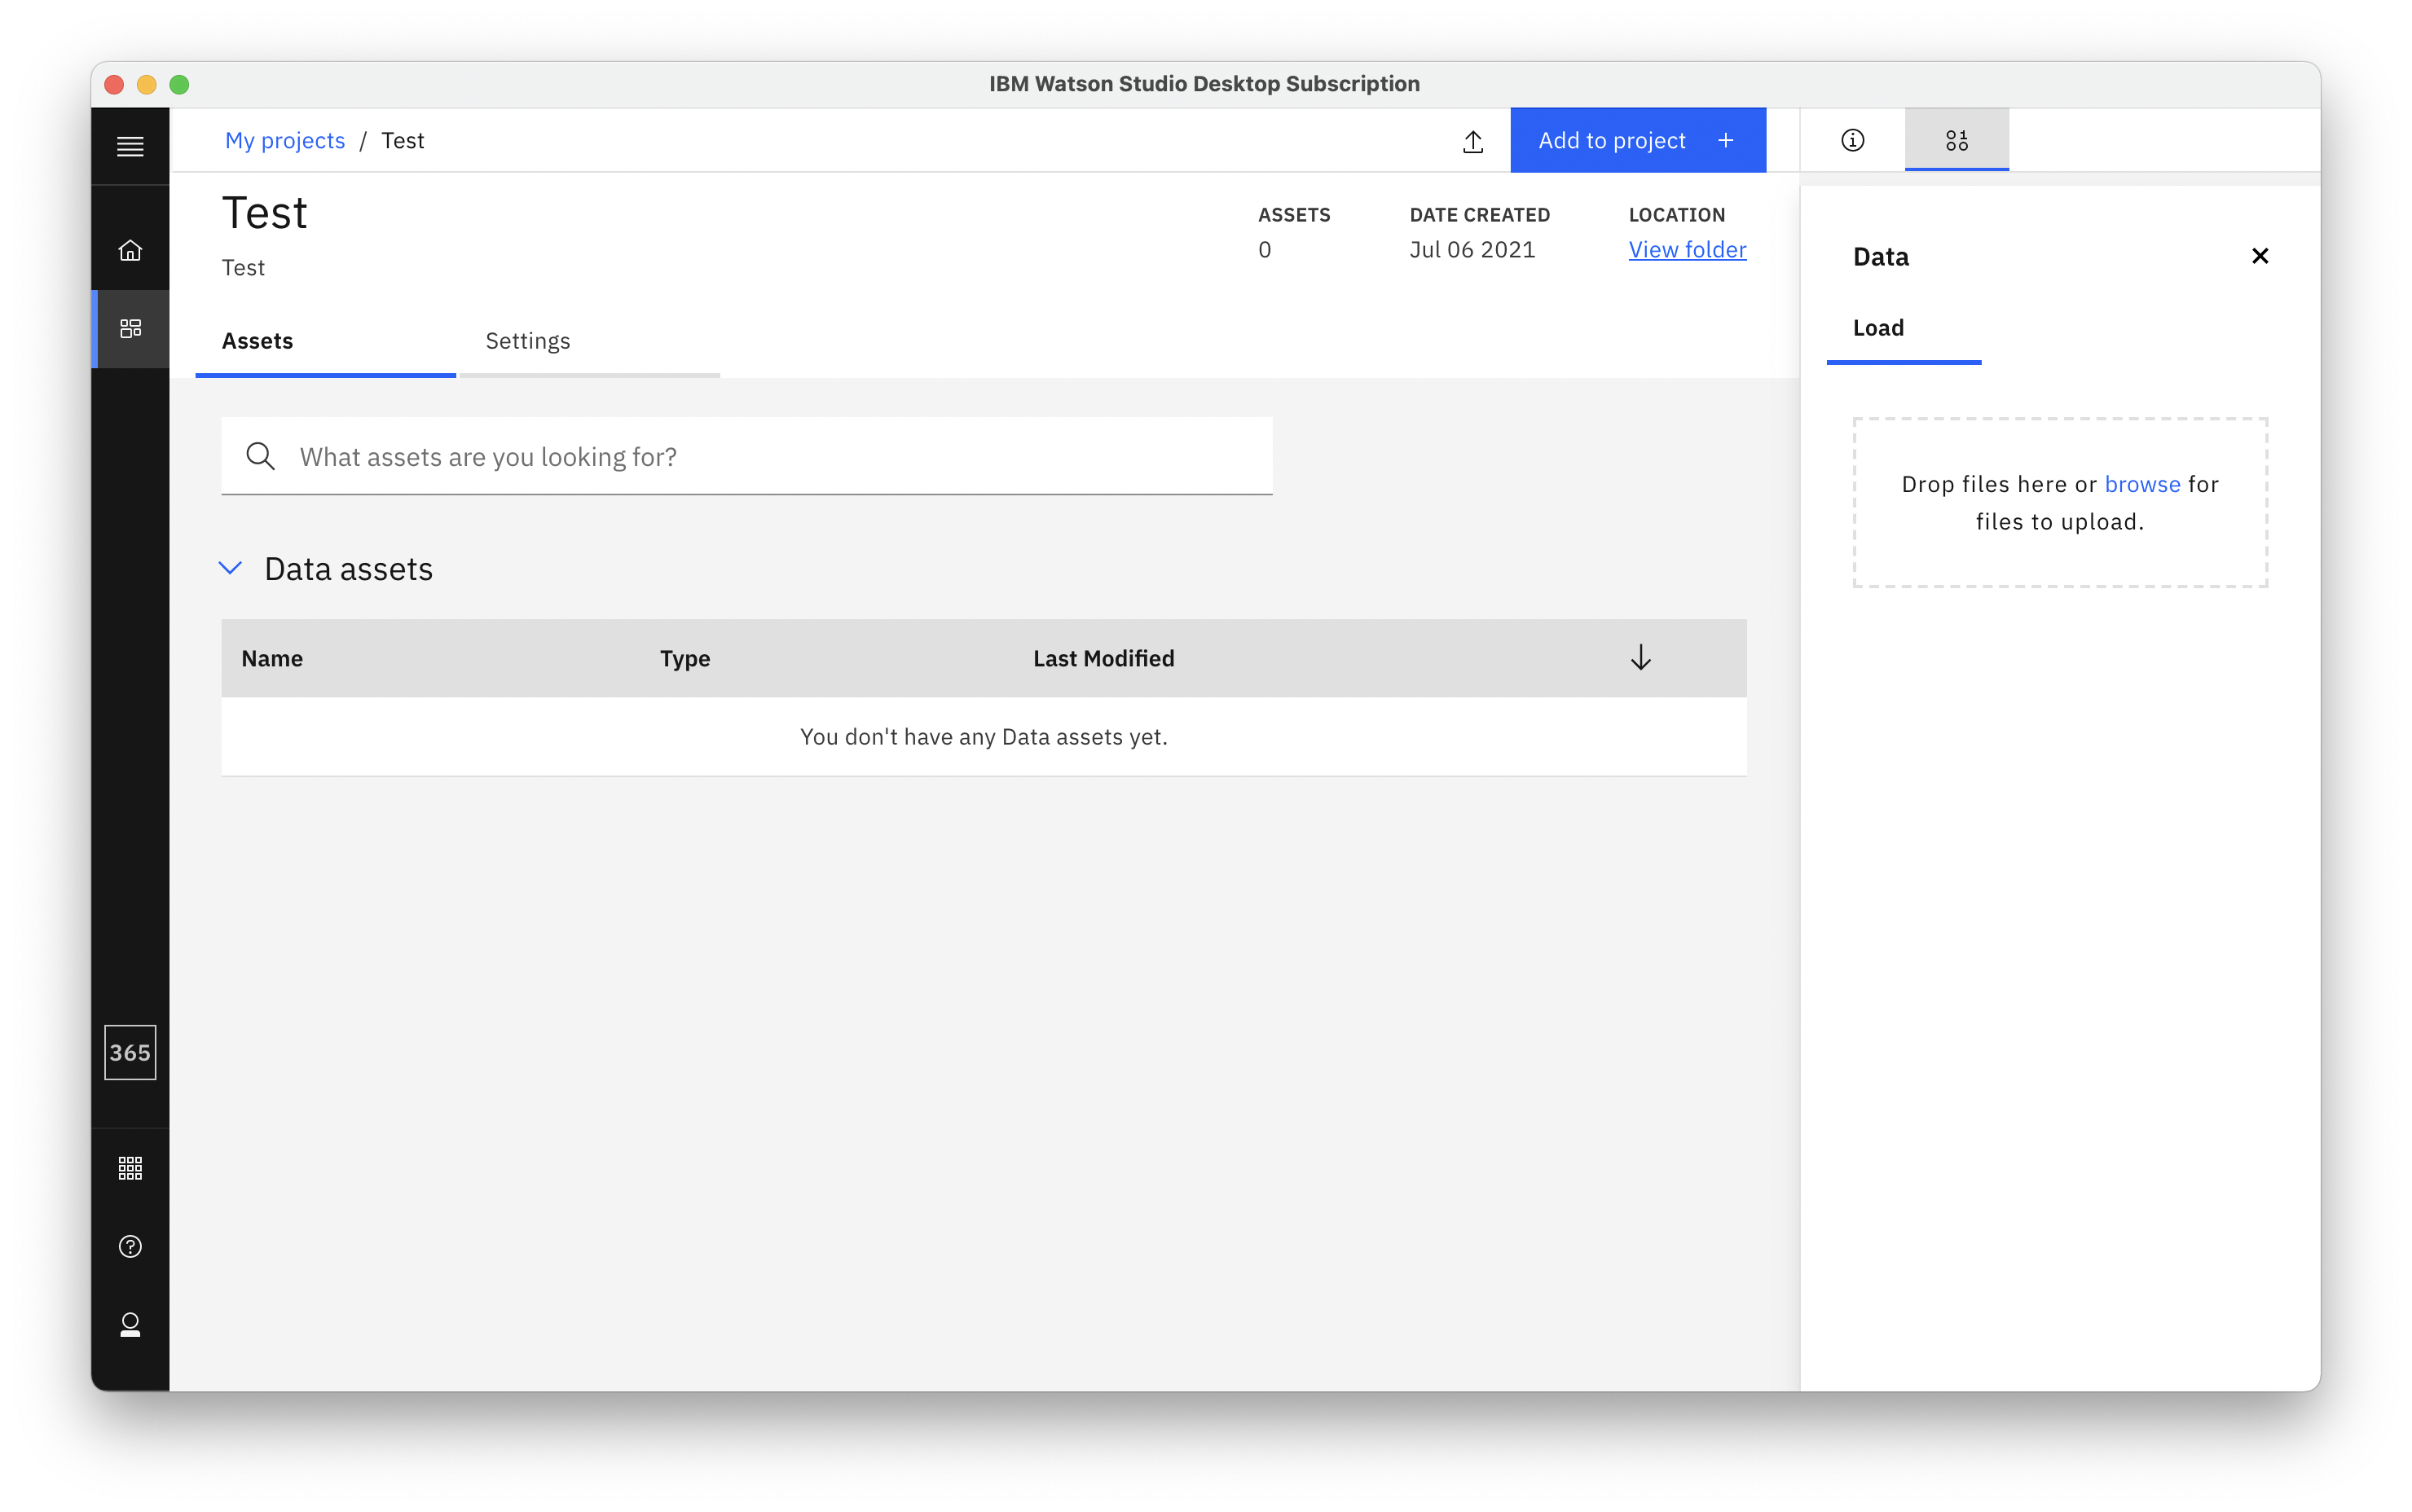 IBM Watson Studio Desktop Subscription
My projects / Test
Add to project +
Test
Test
ASSETS
0
DATE CREATED
Jul 06 2021
LOCATION
View folder
Assets
Settings
What assets are you looking for?
Data assets
Name Type Last Modified
You don't have any Data assets yet.
Data
Load
Drop files here or browse for
files to upload.
365